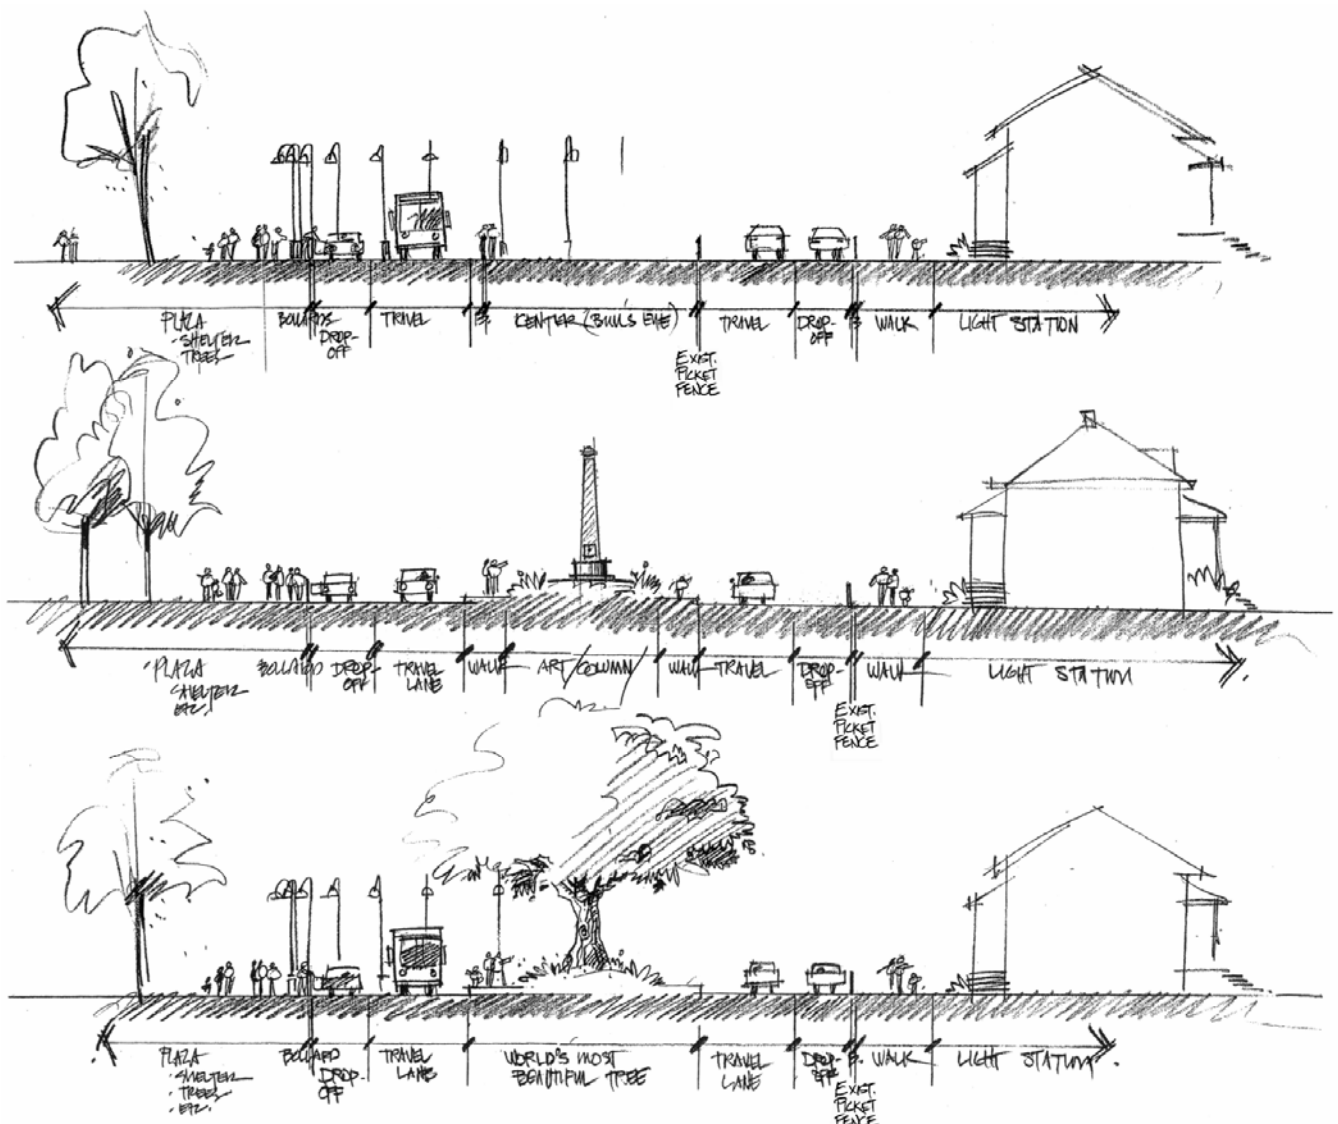 PLAZA
· SHELTER
TREES
BOLLARDS
DROP-
OFF
TRAVEL
B.
CENTER (BULL'S EYE)
EXIST.
PICKET
FENCE
TRAVEL
DROP-
OFF
B.
WALK
LIGHT STATION
· PLAZA
SHELTER
ETC.
BOLLARD
DROP-
OFF
TRAVEL
LANE
WALK
ART/COLUMN/
WALK
TRAVEL
DROP-
OFF
EXIST.
PICKET
FENCE
WALK
LIGHT STATION
PLAZA
· SHELTER
· TREES
· ETC.
BOLLARD
DROP-
OFF
TRAVEL
LANE
WORLD'S MOST
BEAUTIFUL TREE
TRAVEL
LANE
DROP-
OFF
B.
EXIST.
PICKET
FENCE
WALK
LIGHT STATION